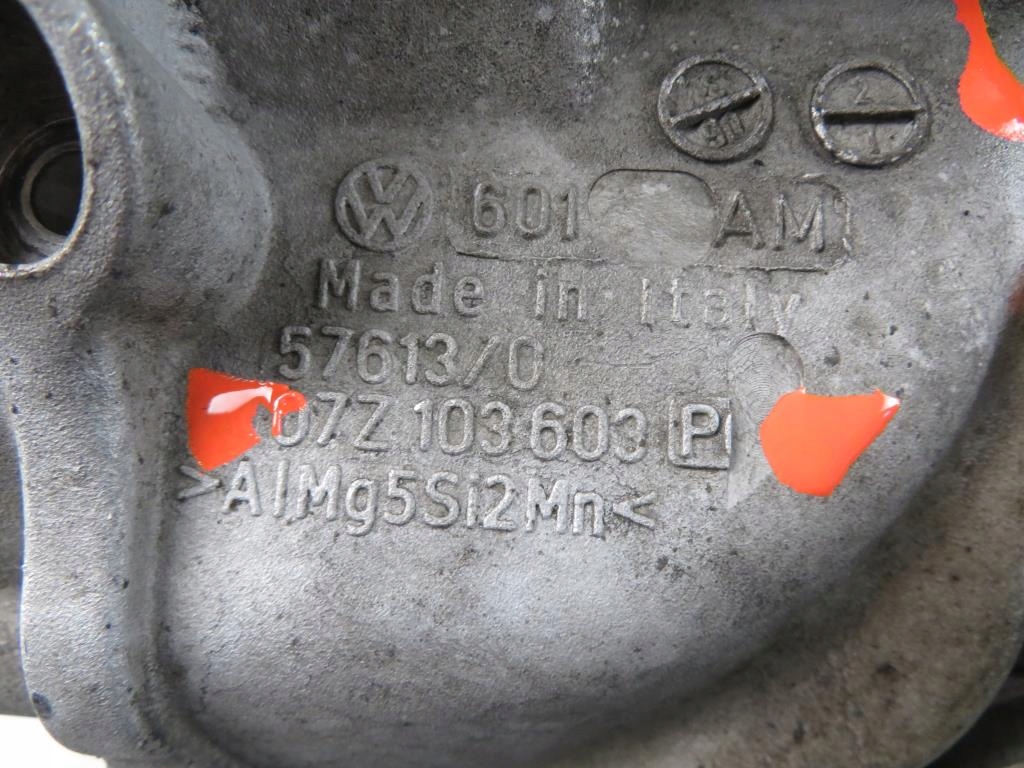 601 AM
Made in Italy
57613/0
07Z 103 603 P
>AlMg5Si2Mn<